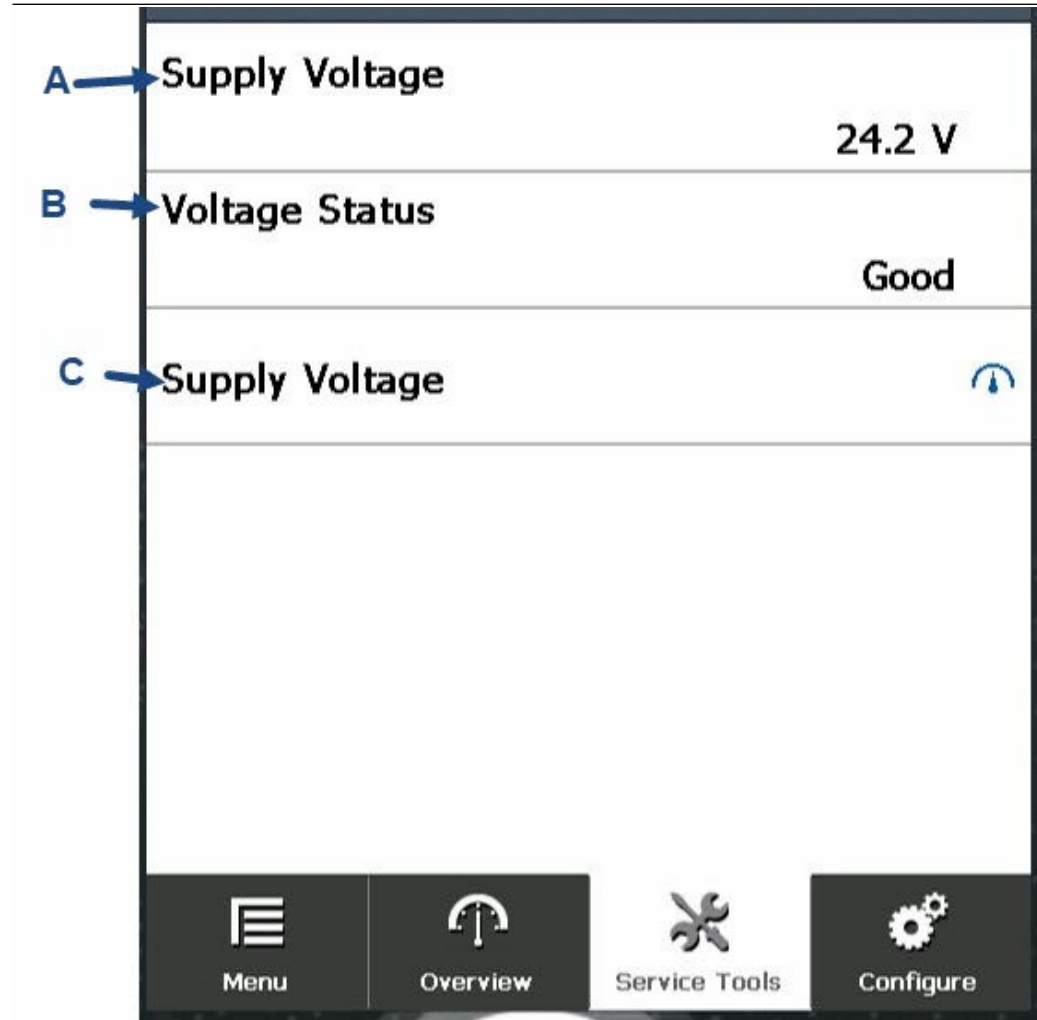 A
Supply Voltage
24.2 V
B
Voltage Status
Good
C
Supply Voltage
Menu
Overview
Service Tools
Configure